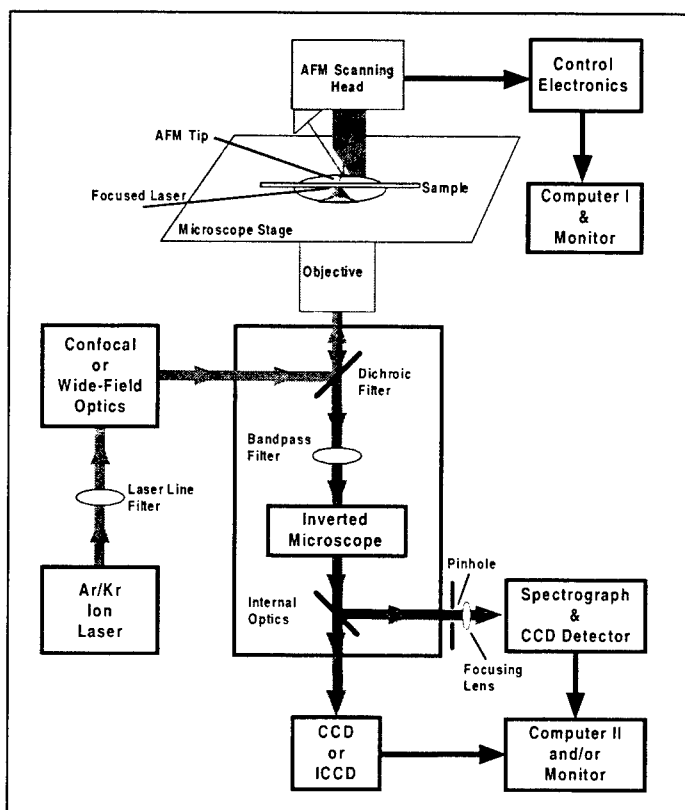 AFM Scanning
Head
Control
Electronics
AFM Tip
Focused Laser
Sample
Computer I
&
Monitor
Microscope Stage
Objective
Confocal
or
Wide-Field
Optics
Dichroic
Filter
Bandpass
Filter
Laser Line
Filter
Inverted
Microscope
Pinhole
Ar/Kr
Ion
Laser
Internal
Optics
Spectrograph
&
CCD Detector
Focusing
Lens
CCD
or
ICCD
Computer II
and/or
Monitor